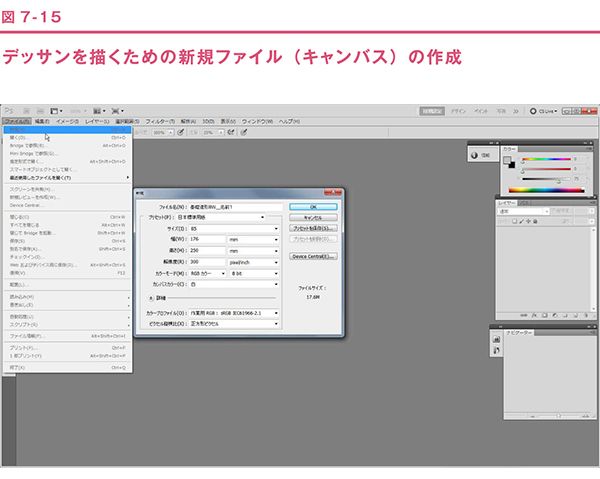 図 7-15
デッサンを描くための新規ファイル（キャンバス）の作成
Ps Br Mb 100%
デザイン ペイント 写真 >> CS Live
ファイル(F) 編集(E) イメージ(I) レイヤー(L) 選択範囲(S) フィルター(T) 解析(A) 3D(D) 表示(V) ウィンドウ(W) ヘルプ(H)
開く(O)... Ctrl+O
Bridge で参照(B)... Alt+Ctrl+O
Mini Bridge で参照(G)...
指定形式で開く... Alt+Shift+Ctrl+O
スマートオブジェクトとして開く...
最近使用したファイルを開く(T)
スクリーンを共有(H)...
新規レビューを作成(W)...
Device Central...
閉じる(C) Ctrl+W
すべてを閉じる Alt+Ctrl+W
閉じて Bridge を起動... Shift+Ctrl+W
保存(S) Ctrl+S
別名で保存(A)... Shift+Ctrl+S
チェックイン(I)...
Web およびデバイス用に保存(D)... Alt+Shift+Ctrl+S
復帰(V) F12
配置(L)...
読み込み(M)
書き出し(E)
自動処理(U)
スクリプト(R)
ファイル情報(F)... Alt+Shift+Ctrl+I
プリント(P)... Ctrl+P
1 部プリント(Y) Alt+Shift+Ctrl+P
終了(X) Ctrl+Q
新規
ファイル名(N): 基礎造形Ⅲ__名前1
OK
プリセット(P): 日本標準用紙
キャンセル
サイズ(I): B5
プリセットを保存(S)...
幅(W): 176 mm
プリセットを削除(D)...
高さ(H): 250 mm
解像度(R): 300 pixel/inch
Device Central(E)...
カラーモード(M): RGB カラー 8 bit
カンバスカラー(C): 白
ファイルサイズ:
17.6M
詳細
カラープロファイル(O): 作業用 RGB : sRGB IEC61966-2.1
ピクセル縦横比(X): 正方形ピクセル
カラー
0
0
75
レイヤー
通常
ナビゲーター